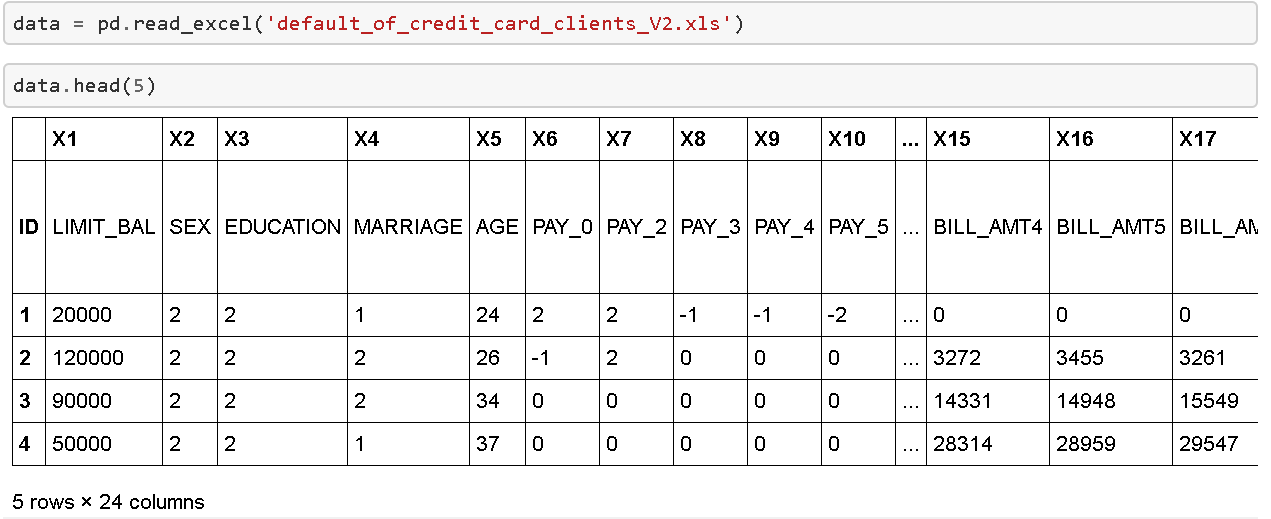 data = pd.read_excel('default_of_credit_card_clients_V2.xls')
data.head(5)
X1 X2 X3 X4 X5 X6 X7 X8 X9 X10 ... X15 X16 X17
ID LIMIT_BAL SEX EDUCATION MARRIAGE AGE PAY_0 PAY_2 PAY_3 PAY_4 PAY_5 ... BILL_AMT4 BILL_AMT5 BILL_AM
1 20000 2 2 1 24 2 2 -1 -1 -2 ... 0 0 0
2 120000 2 2 2 26 -1 2 0 0 0 ... 3272 3455 3261
3 90000 2 2 2 34 0 0 0 0 0 ... 14331 14948 15549
4 50000 2 2 1 37 0 0 0 0 0 ... 28314 28959 29547
5 rows × 24 columns